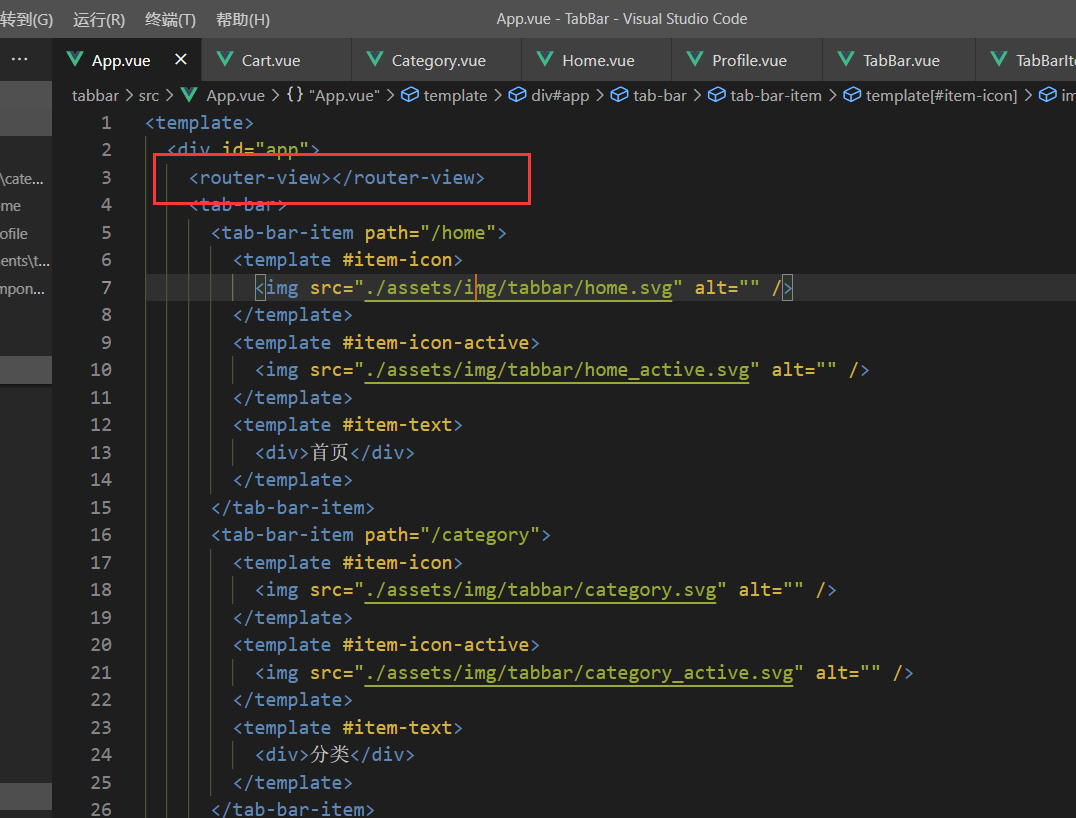 转到(G) 运行(R) 终端(T) 帮助(H) App.vue - TabBar - Visual Studio Code
··· App.vue × Cart.vue Category.vue Home.vue Profile.vue TabBar.vue TabBarIt
tabbar > src > App.vue > {} "App.vue" > template > div#app > tab-bar > tab-bar-item > template[#item-icon] > im
\cate...
me
ofile
ents\t...
mpon...
1 <template>
2 <div id="app">
3 <router-view></router-view>
4 <tab-bar>
5 <tab-bar-item path="/home">
6 <template #item-icon>
7 <img src="./assets/img/tabbar/home.svg" alt="" />
8 </template>
9 <template #item-icon-active>
10 <img src="./assets/img/tabbar/home_active.svg" alt="" />
11 </template>
12 <template #item-text>
13 <div>首页</div>
14 </template>
15 </tab-bar-item>
16 <tab-bar-item path="/category">
17 <template #item-icon>
18 <img src="./assets/img/tabbar/category.svg" alt="" />
19 </template>
20 <template #item-icon-active>
21 <img src="./assets/img/tabbar/category_active.svg" alt="" />
22 </template>
23 <template #item-text>
24 <div>分类</div>
25 </template>
26 </tab-bar-item>